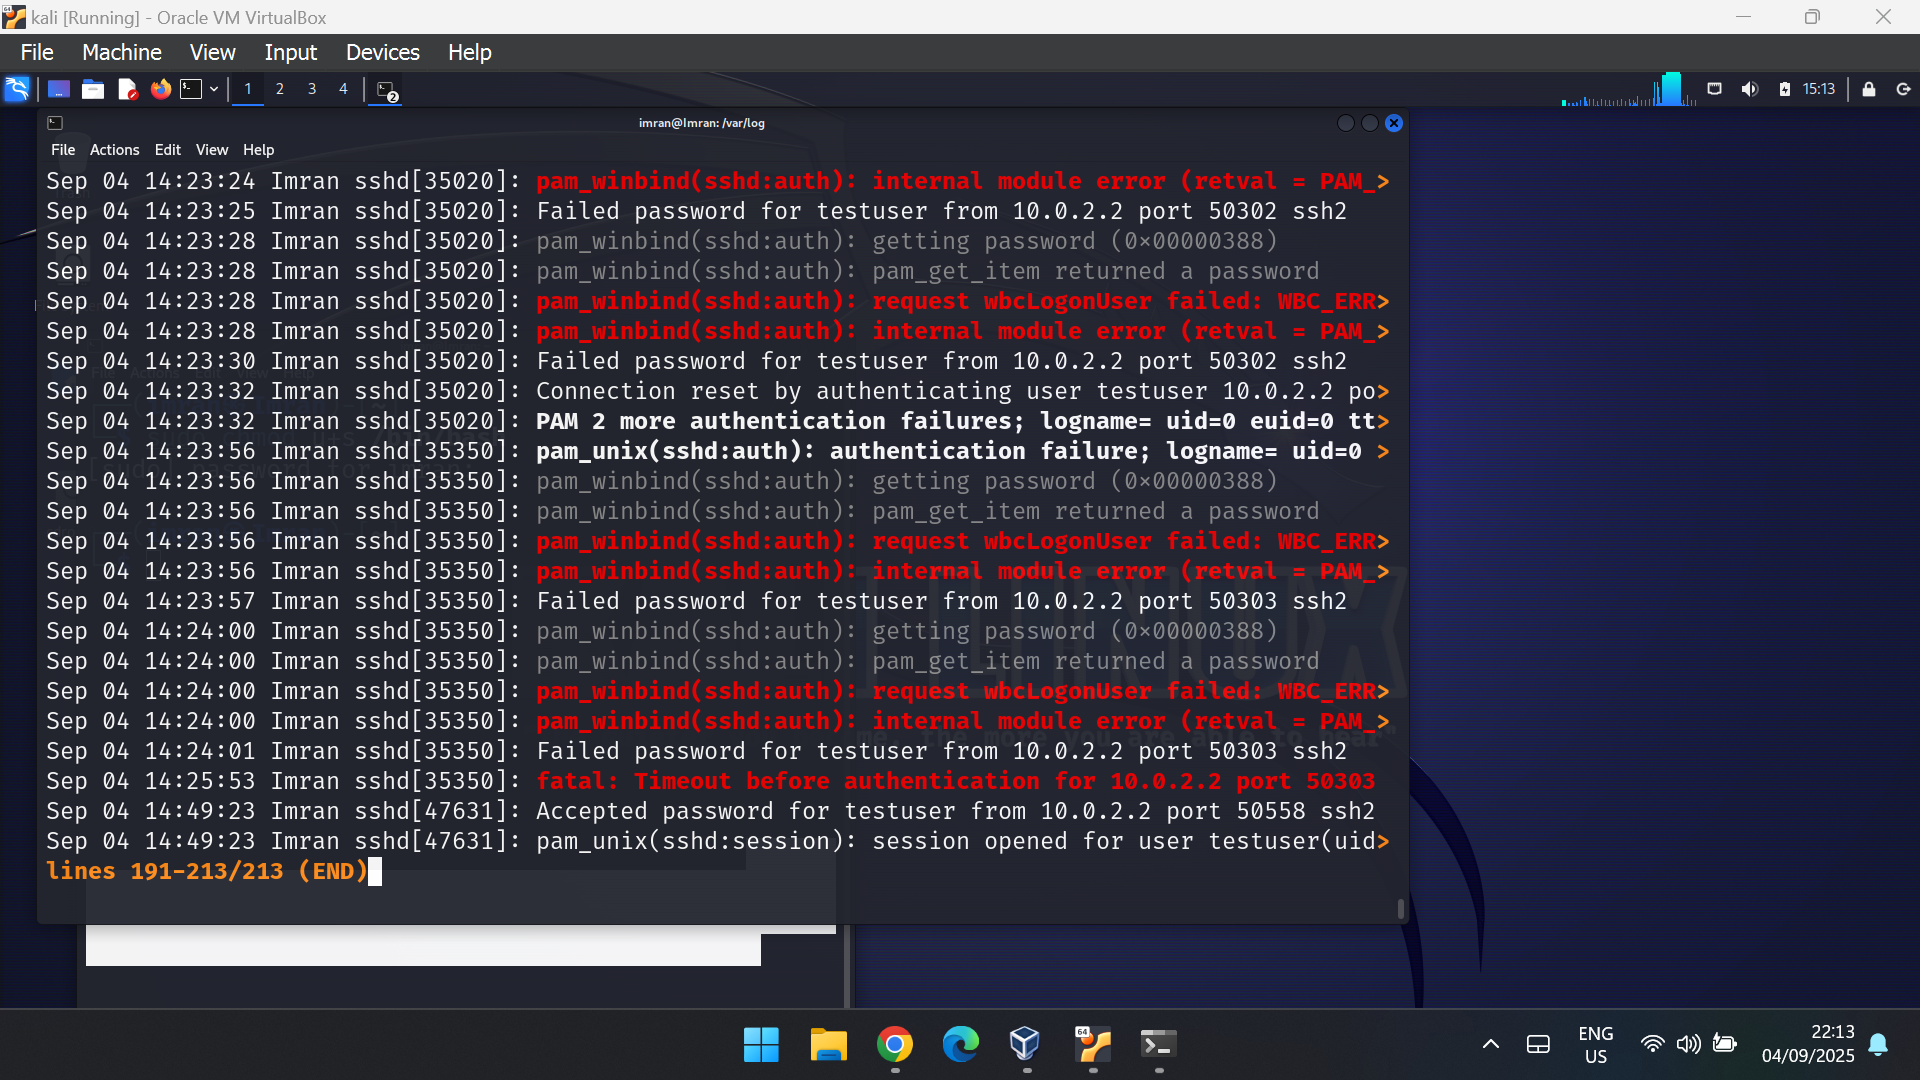 kali [Running] - Oracle VM VirtualBox
File Machine View Input Devices Help
1 2 3 4 2 15:13
imran@Imran: /var/log
File Actions Edit View Help
Sep 04 14:23:24 Imran sshd[35020]: pam_winbind(sshd:auth): internal module error (retval = PAM_>
Sep 04 14:23:25 Imran sshd[35020]: Failed password for testuser from 10.0.2.2 port 50302 ssh2
Sep 04 14:23:28 Imran sshd[35020]: pam_winbind(sshd:auth): getting password (0×00000388)
Sep 04 14:23:28 Imran sshd[35020]: pam_winbind(sshd:auth): pam_get_item returned a password
Sep 04 14:23:28 Imran sshd[35020]: pam_winbind(sshd:auth): request wbcLogonUser failed: WBC_ERR>
Sep 04 14:23:28 Imran sshd[35020]: pam_winbind(sshd:auth): internal module error (retval = PAM_>
Sep 04 14:23:30 Imran sshd[35020]: Failed password for testuser from 10.0.2.2 port 50302 ssh2
Sep 04 14:23:32 Imran sshd[35020]: Connection reset by authenticating user testuser 10.0.2.2 po>
Sep 04 14:23:32 Imran sshd[35020]: PAM 2 more authentication failures; logname= uid=0 euid=0 tt>
Sep 04 14:23:56 Imran sshd[35350]: pam_unix(sshd:auth): authentication failure; logname= uid=0 >
Sep 04 14:23:56 Imran sshd[35350]: pam_winbind(sshd:auth): getting password (0×00000388)
Sep 04 14:23:56 Imran sshd[35350]: pam_winbind(sshd:auth): pam_get_item returned a password
Sep 04 14:23:56 Imran sshd[35350]: pam_winbind(sshd:auth): request wbcLogonUser failed: WBC_ERR>
Sep 04 14:23:56 Imran sshd[35350]: pam_winbind(sshd:auth): internal module error (retval = PAM_>
Sep 04 14:23:57 Imran sshd[35350]: Failed password for testuser from 10.0.2.2 port 50303 ssh2
Sep 04 14:24:00 Imran sshd[35350]: pam_winbind(sshd:auth): getting password (0×00000388)
Sep 04 14:24:00 Imran sshd[35350]: pam_winbind(sshd:auth): pam_get_item returned a password
Sep 04 14:24:00 Imran sshd[35350]: pam_winbind(sshd:auth): request wbcLogonUser failed: WBC_ERR>
Sep 04 14:24:00 Imran sshd[35350]: pam_winbind(sshd:auth): internal module error (retval = PAM_>
Sep 04 14:24:01 Imran sshd[35350]: Failed password for testuser from 10.0.2.2 port 50303 ssh2
Sep 04 14:25:53 Imran sshd[35350]: fatal: Timeout before authentication for 10.0.2.2 port 50303
Sep 04 14:49:23 Imran sshd[47631]: Accepted password for testuser from 10.0.2.2 port 50558 ssh2
Sep 04 14:49:23 Imran sshd[47631]: pam_unix(sshd:session): session opened for user testuser(uid>
lines 191-213/213 (END)
64
ENG
US
22:13
04/09/2025